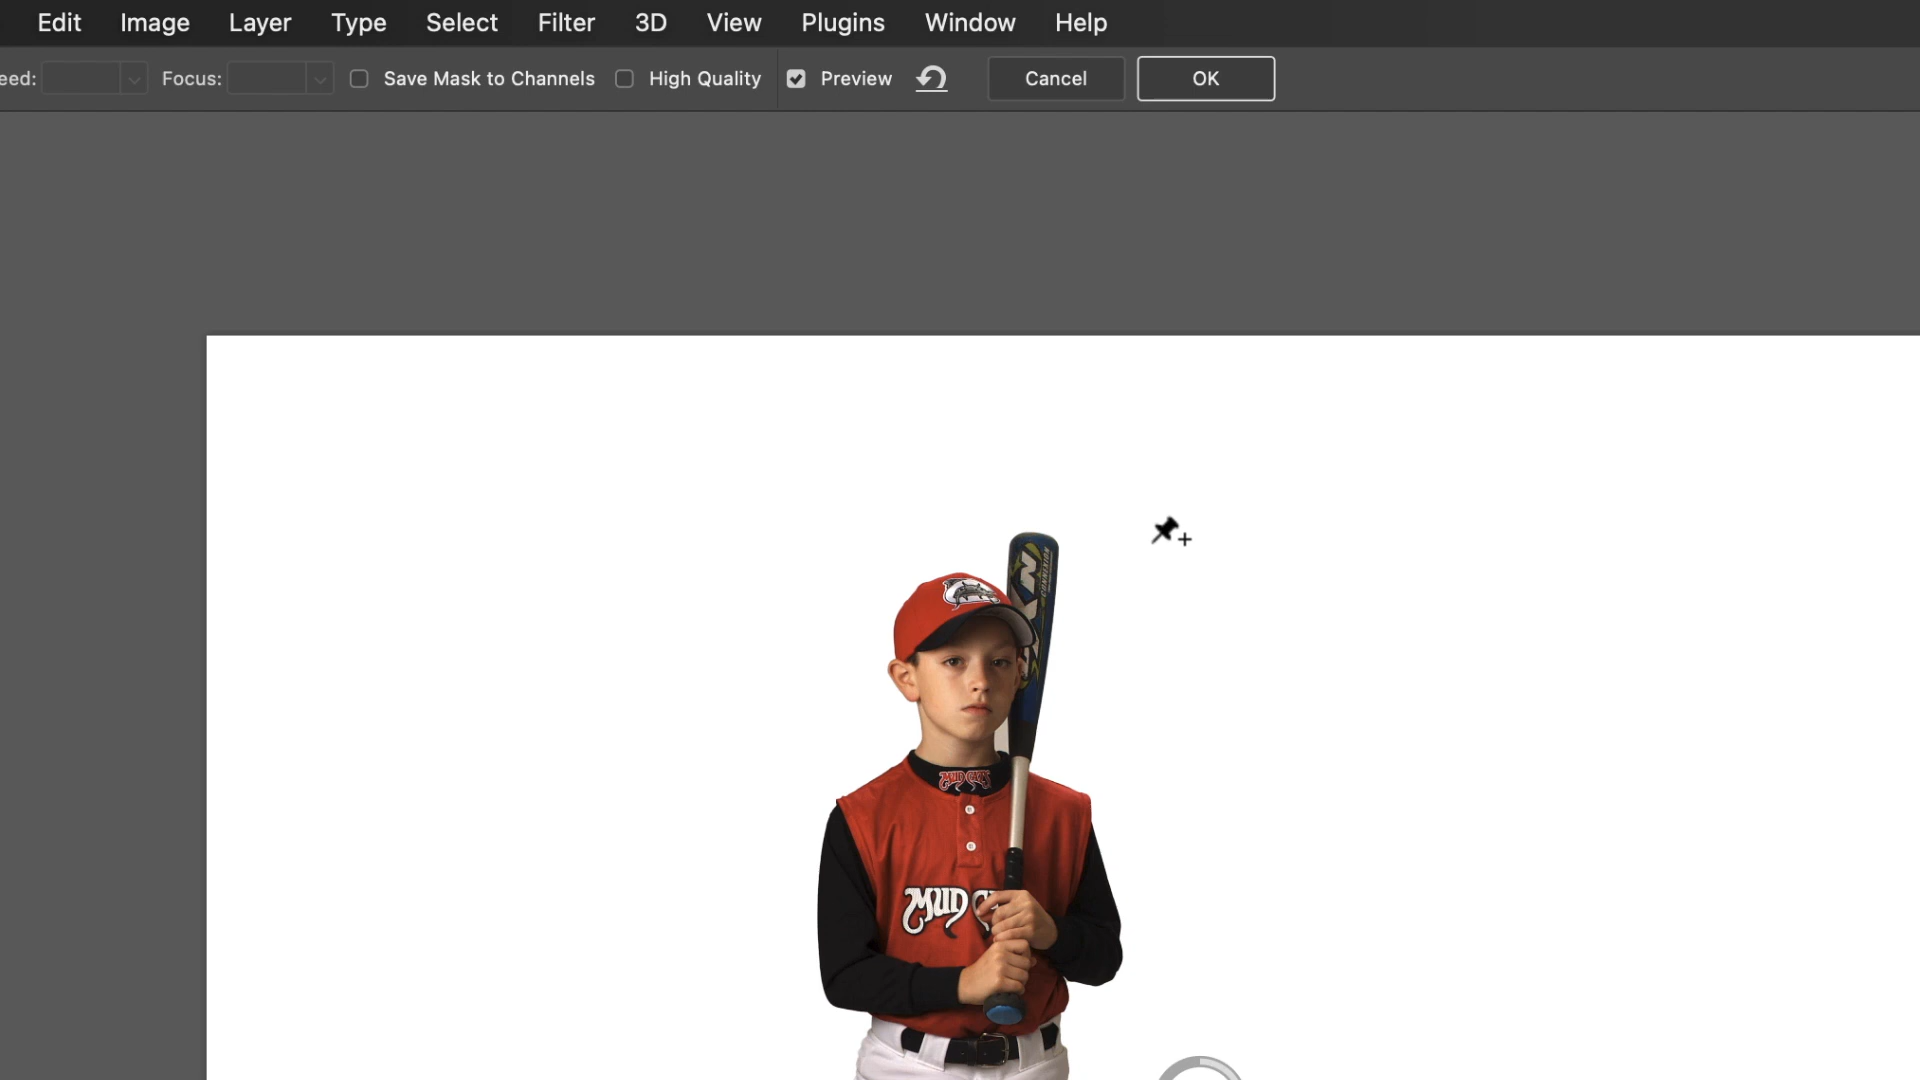 Edit Image Layer Type Select Filter 3D View Plugins Window Help
eed: Focus: Save Mask to Channels High Quality Preview Cancel OK
CONNEXION
MUD CATS
MUD C